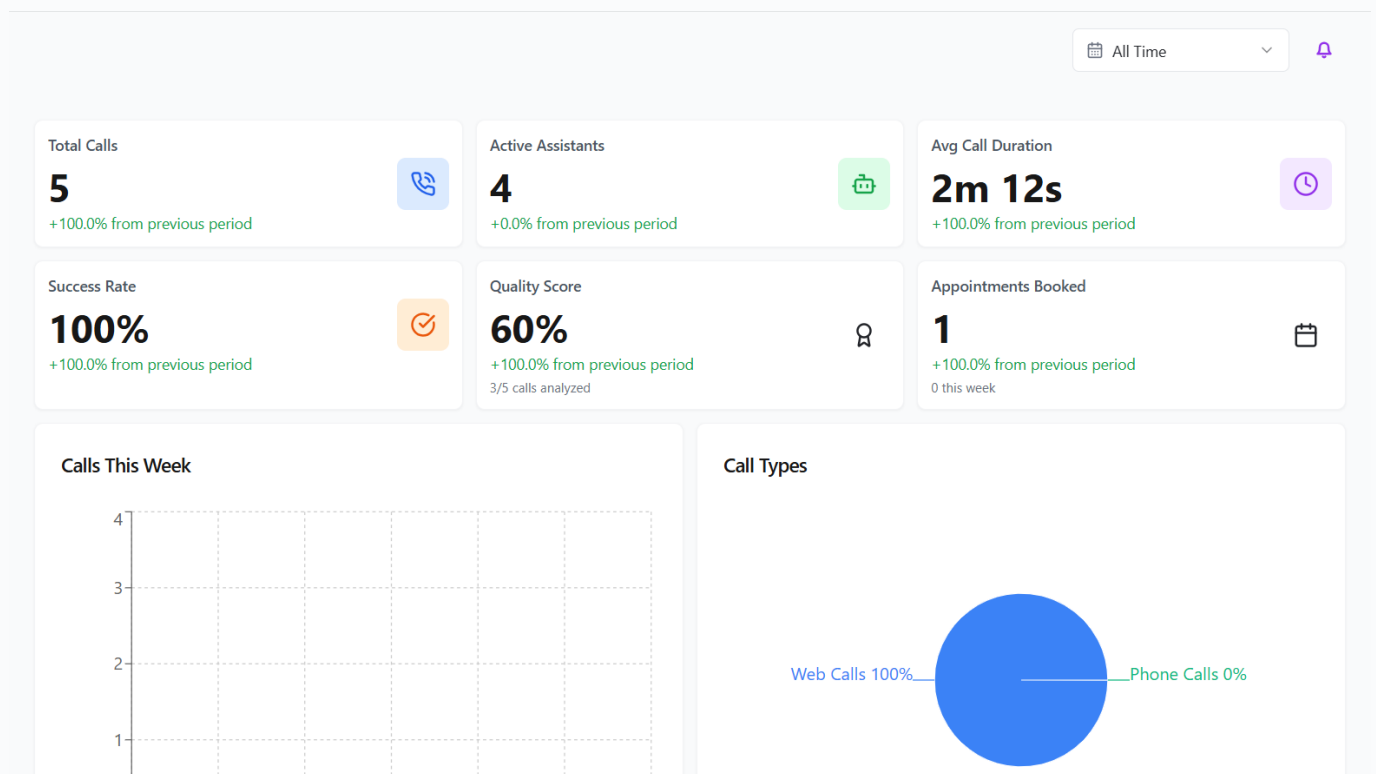 All Time
Total Calls
5
+100.0% from previous period
Active Assistants
4
+0.0% from previous period
Avg Call Duration
2m 12s
+100.0% from previous period
Success Rate
100%
+100.0% from previous period
Quality Score
60%
+100.0% from previous period
3/5 calls analyzed
Appointments Booked
1
+100.0% from previous period
0 this week
Calls This Week
4
3
2
1
Call Types
Web Calls 100%
Phone Calls 0%